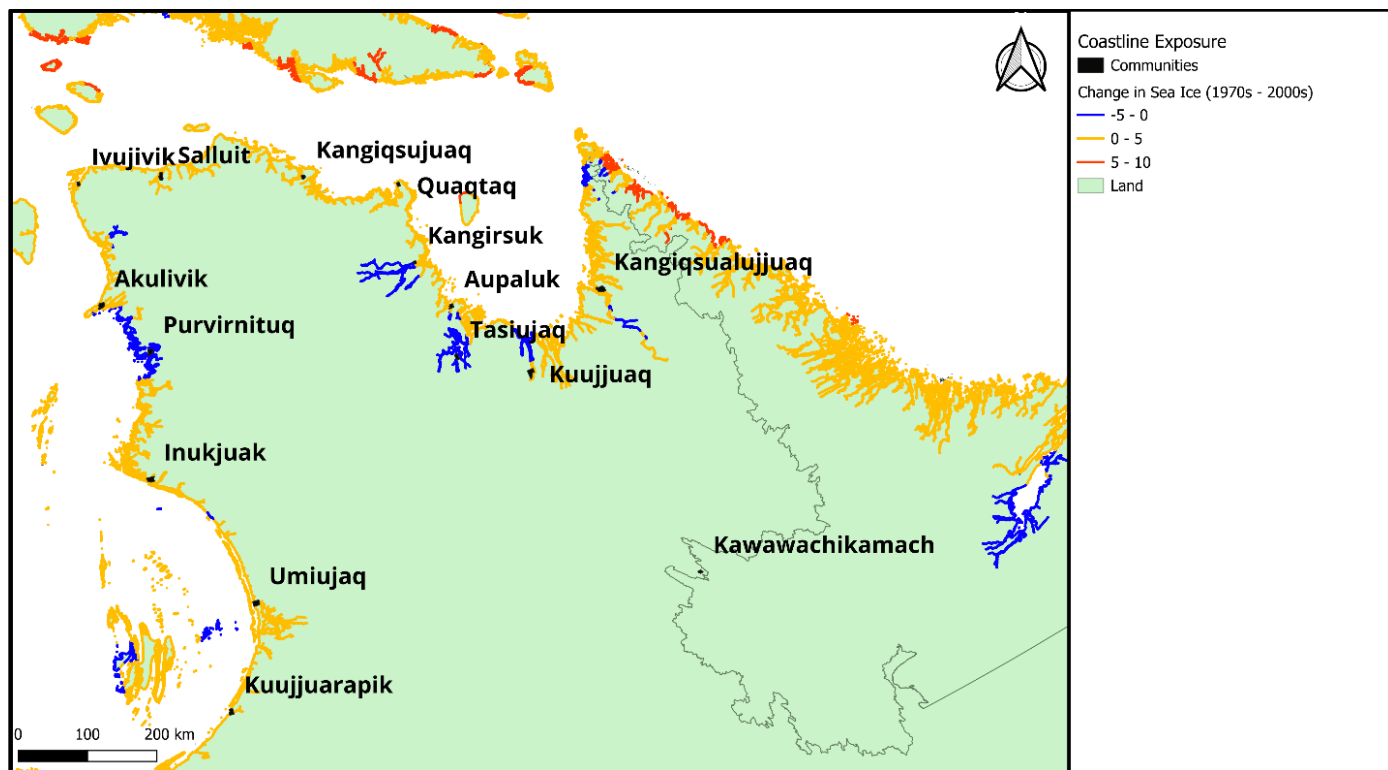 Ivujivik
Salluit
Kangiqsujuaq
Quaqtaq
Kangirsuk
Kangiqsualujjuaq
Akulivik
Aupaluk
Purvirnituq
Tasiujaq
Kuujjuaq
Inukjuak
Kawawachikamach
Umiujaq
Kuujjuarapik
0 100 200 km
Coastline Exposure
Communities
Change in Sea Ice (1970s - 2000s)
-5 - 0
0 - 5
5 - 10
Land